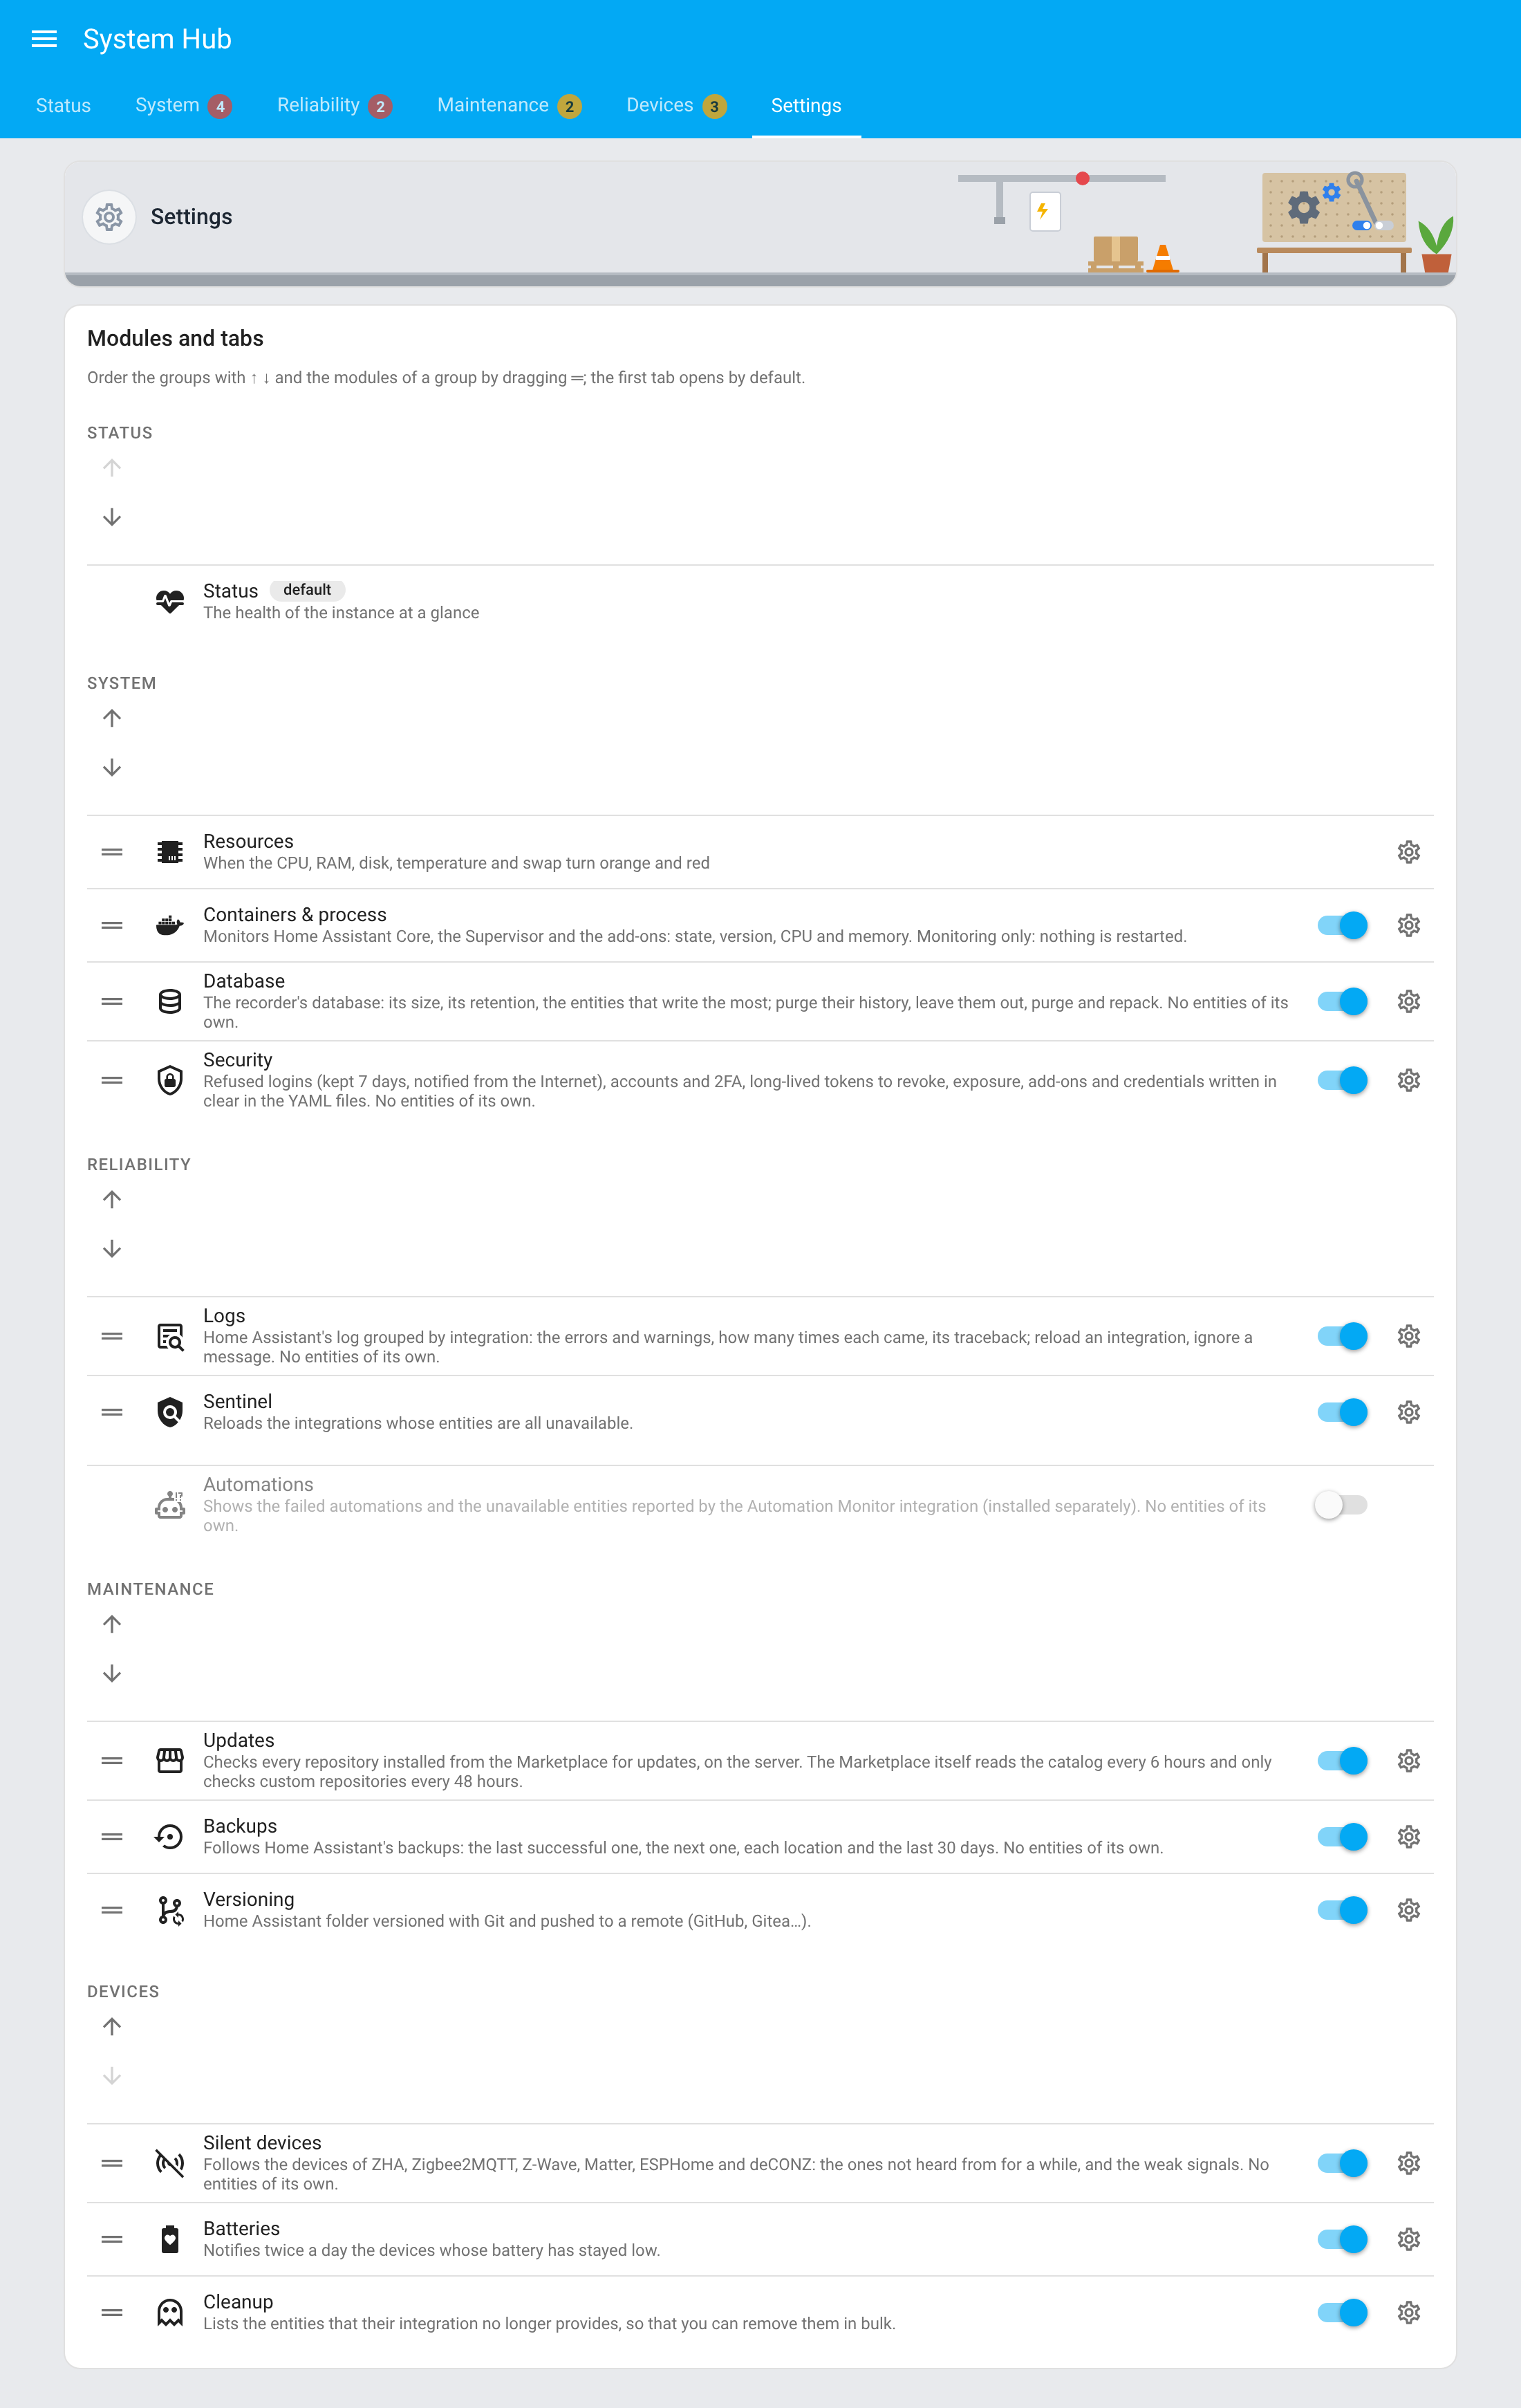 System Hub
Status
System 4
Reliability 2
Maintenance 2
Devices 3
Settings
Settings
Modules and tabs
Order the groups with ↑ ↓ and the modules of a group by dragging ═; the first tab opens by default.
STATUS
Status default
The health of the instance at a glance
SYSTEM
Resources
When the CPU, RAM, disk, temperature and swap turn orange and red
Containers & process
Monitors Home Assistant Core, the Supervisor and the add-ons: state, version, CPU and memory. Monitoring only: nothing is restarted.
Database
The recorder's database: its size, its retention, the entities that write the most; purge their history, leave them out, purge and repack. No entities of its
own.
Security
Refused logins (kept 7 days, notified from the Internet), accounts and 2FA, long-lived tokens to revoke, exposure, add-ons and credentials written in
clear in the YAML files. No entities of its own.
RELIABILITY
Logs
Home Assistant's log grouped by integration: the errors and warnings, how many times each came, its traceback; reload an integration, ignore a
message. No entities of its own.
Sentinel
Reloads the integrations whose entities are all unavailable.
Automations
Shows the failed automations and the unavailable entities reported by the Automation Monitor integration (installed separately). No entities of its
own.
MAINTENANCE
Updates
Checks every repository installed from the Marketplace for updates, on the server. The Marketplace itself reads the catalog every 6 hours and only
checks custom repositories every 48 hours.
Backups
Follows Home Assistant's backups: the last successful one, the next one, each location and the last 30 days. No entities of its own.
Versioning
Home Assistant folder versioned with Git and pushed to a remote (GitHub, Gitea…).
DEVICES
Silent devices
Follows the devices of ZHA, Zigbee2MQTT, Z-Wave, Matter, ESPHome and deCONZ: the ones not heard from for a while, and the weak signals. No
entities of its own.
Batteries
Notifies twice a day the devices whose battery has stayed low.
Cleanup
Lists the entities that their integration no longer provides, so that you can remove them in bulk.